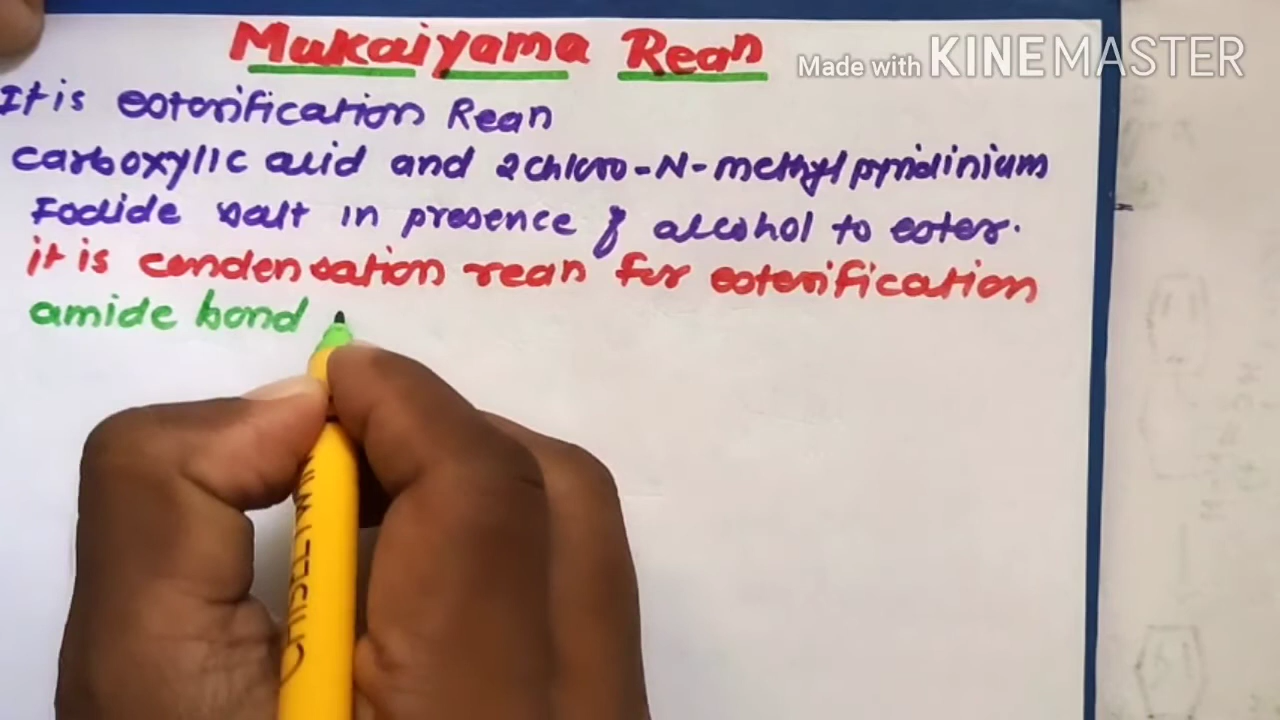 Mukaiyama Rean
Made with KINEMASTER
It is esterification Rean
carboxylic acid and 2chloro-N-methyl pyridinium
Iodide salt in presence of alcohol to ester.
it is condensation rean for esterification
amide bond
CHISEL